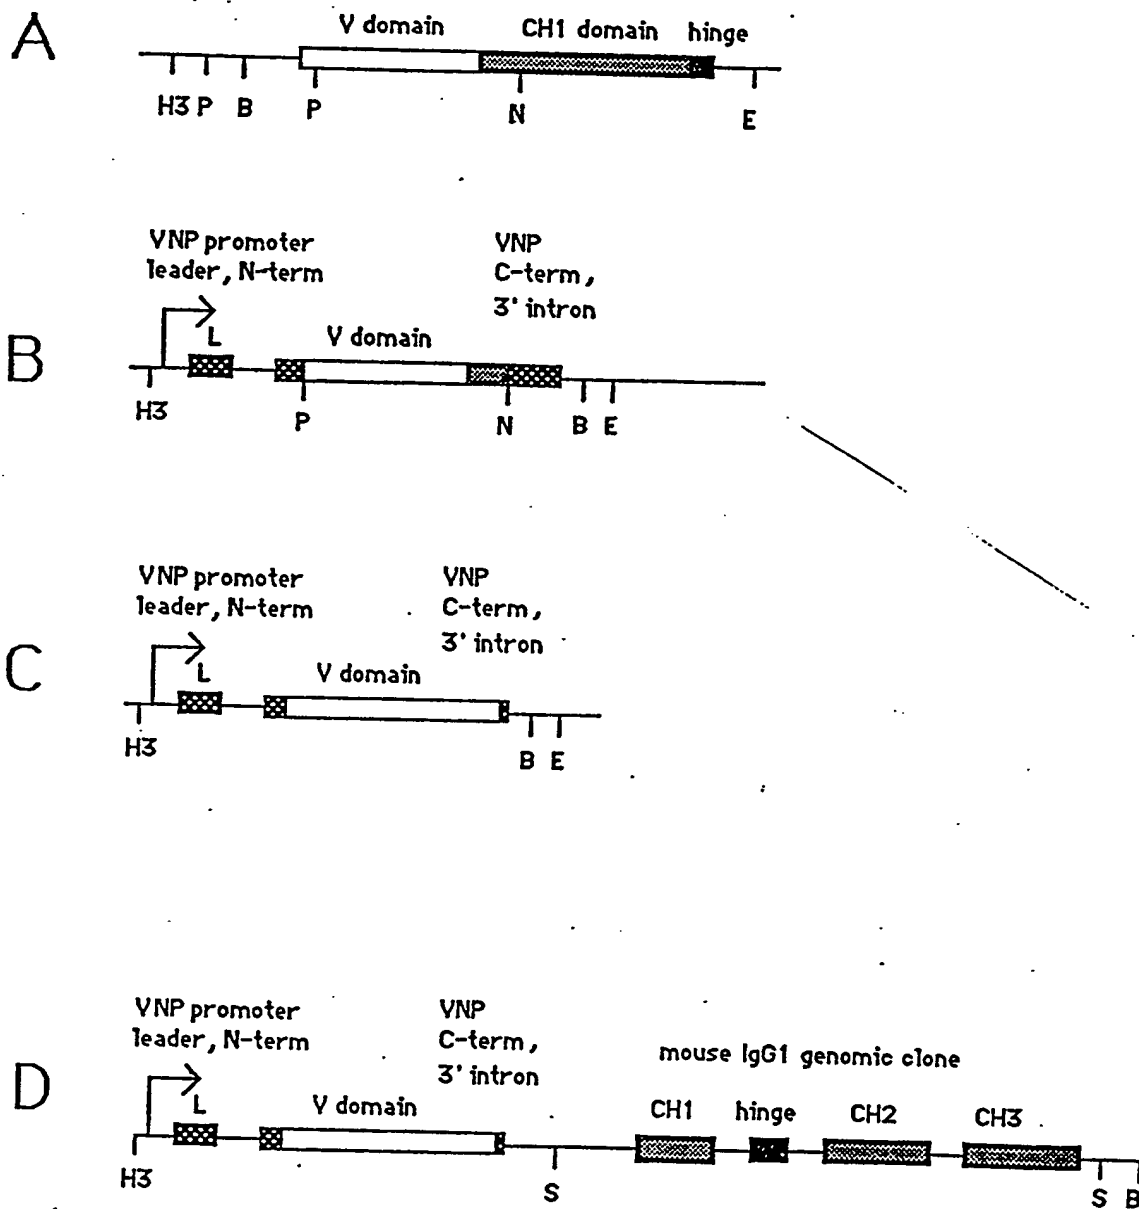 A
V domain CH1 domain hinge
H3 P B P N E
B
VNP promoter
leader, N-term
VNP
C-term,
3' intron
L
V domain
H3 P N B E
C
VNP promoter
leader, N-term
VNP
C-term,
3' intron
L
V domain
H3 B E
D
VNP promoter
leader, N-term
VNP
C-term,
3' intron
mouse IgG1 genomic clone
L
V domain
CH1 hinge CH2 CH3
H3 S S B